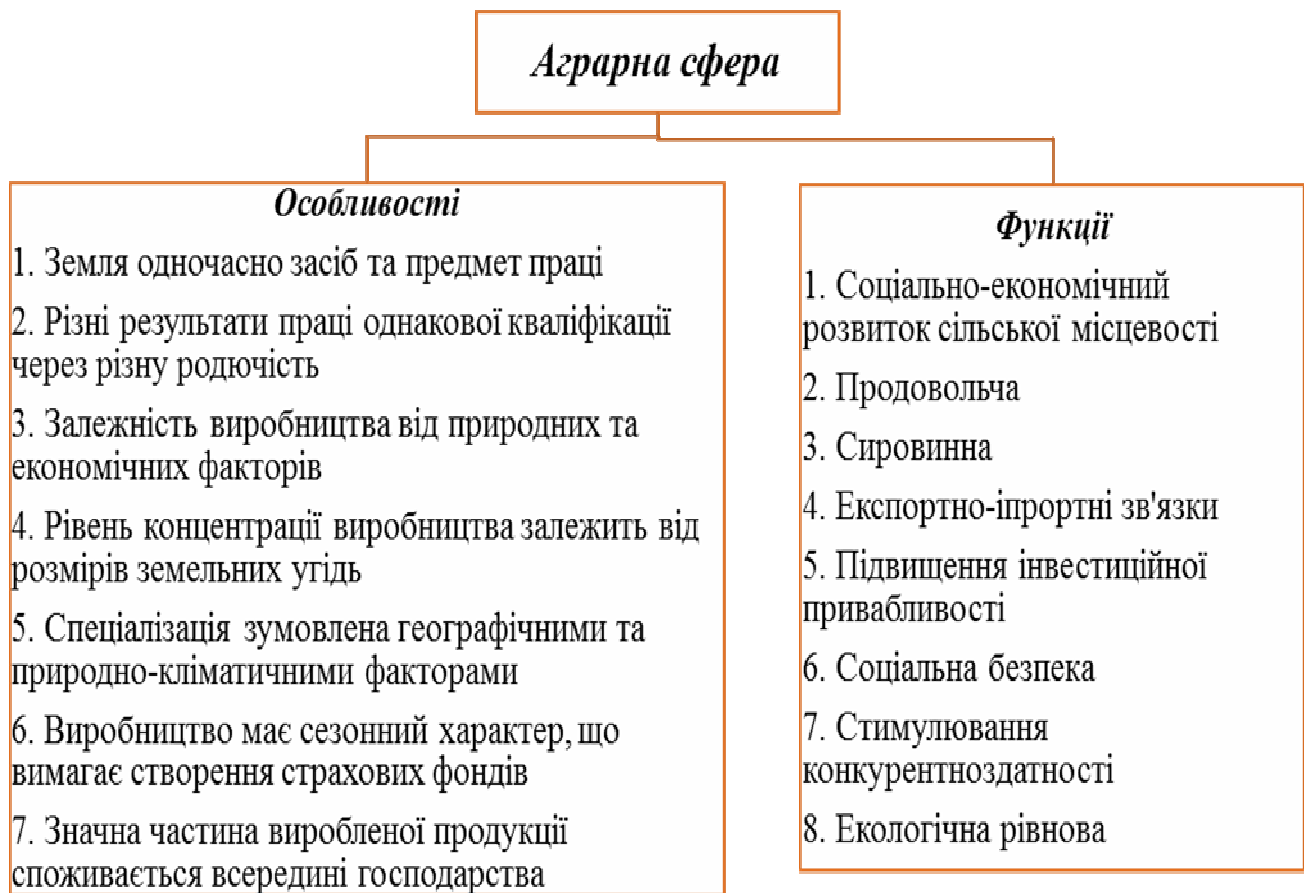 Аграрна сфера
Особливості
1. Земля одночасно засіб та предмет праці
2. Різні результати праці однакової кваліфікації
через різну родючість
3. Залежність виробництва від природних та
економічних факторів
4. Рівень концентрації виробництва залежить від
розмірів земельних угідь
5. Спеціалізація зумовлена географічними та
природно-кліматичними факторами
6. Виробництво має сезонний характер, що
вимагає створення страхових фондів
7. Значна частина виробленої продукції
споживається всередині господарства
Функції
1. Соціально-економічний
розвиток сільської місцевості
2. Продовольча
3. Сировинна
4. Експортно-іпрортні зв'язки
5. Підвищення інвестиційної
привабливості
6. Соціальна безпека
7. Стимулювання
конкурентноздатності
8. Екологічна рівнова